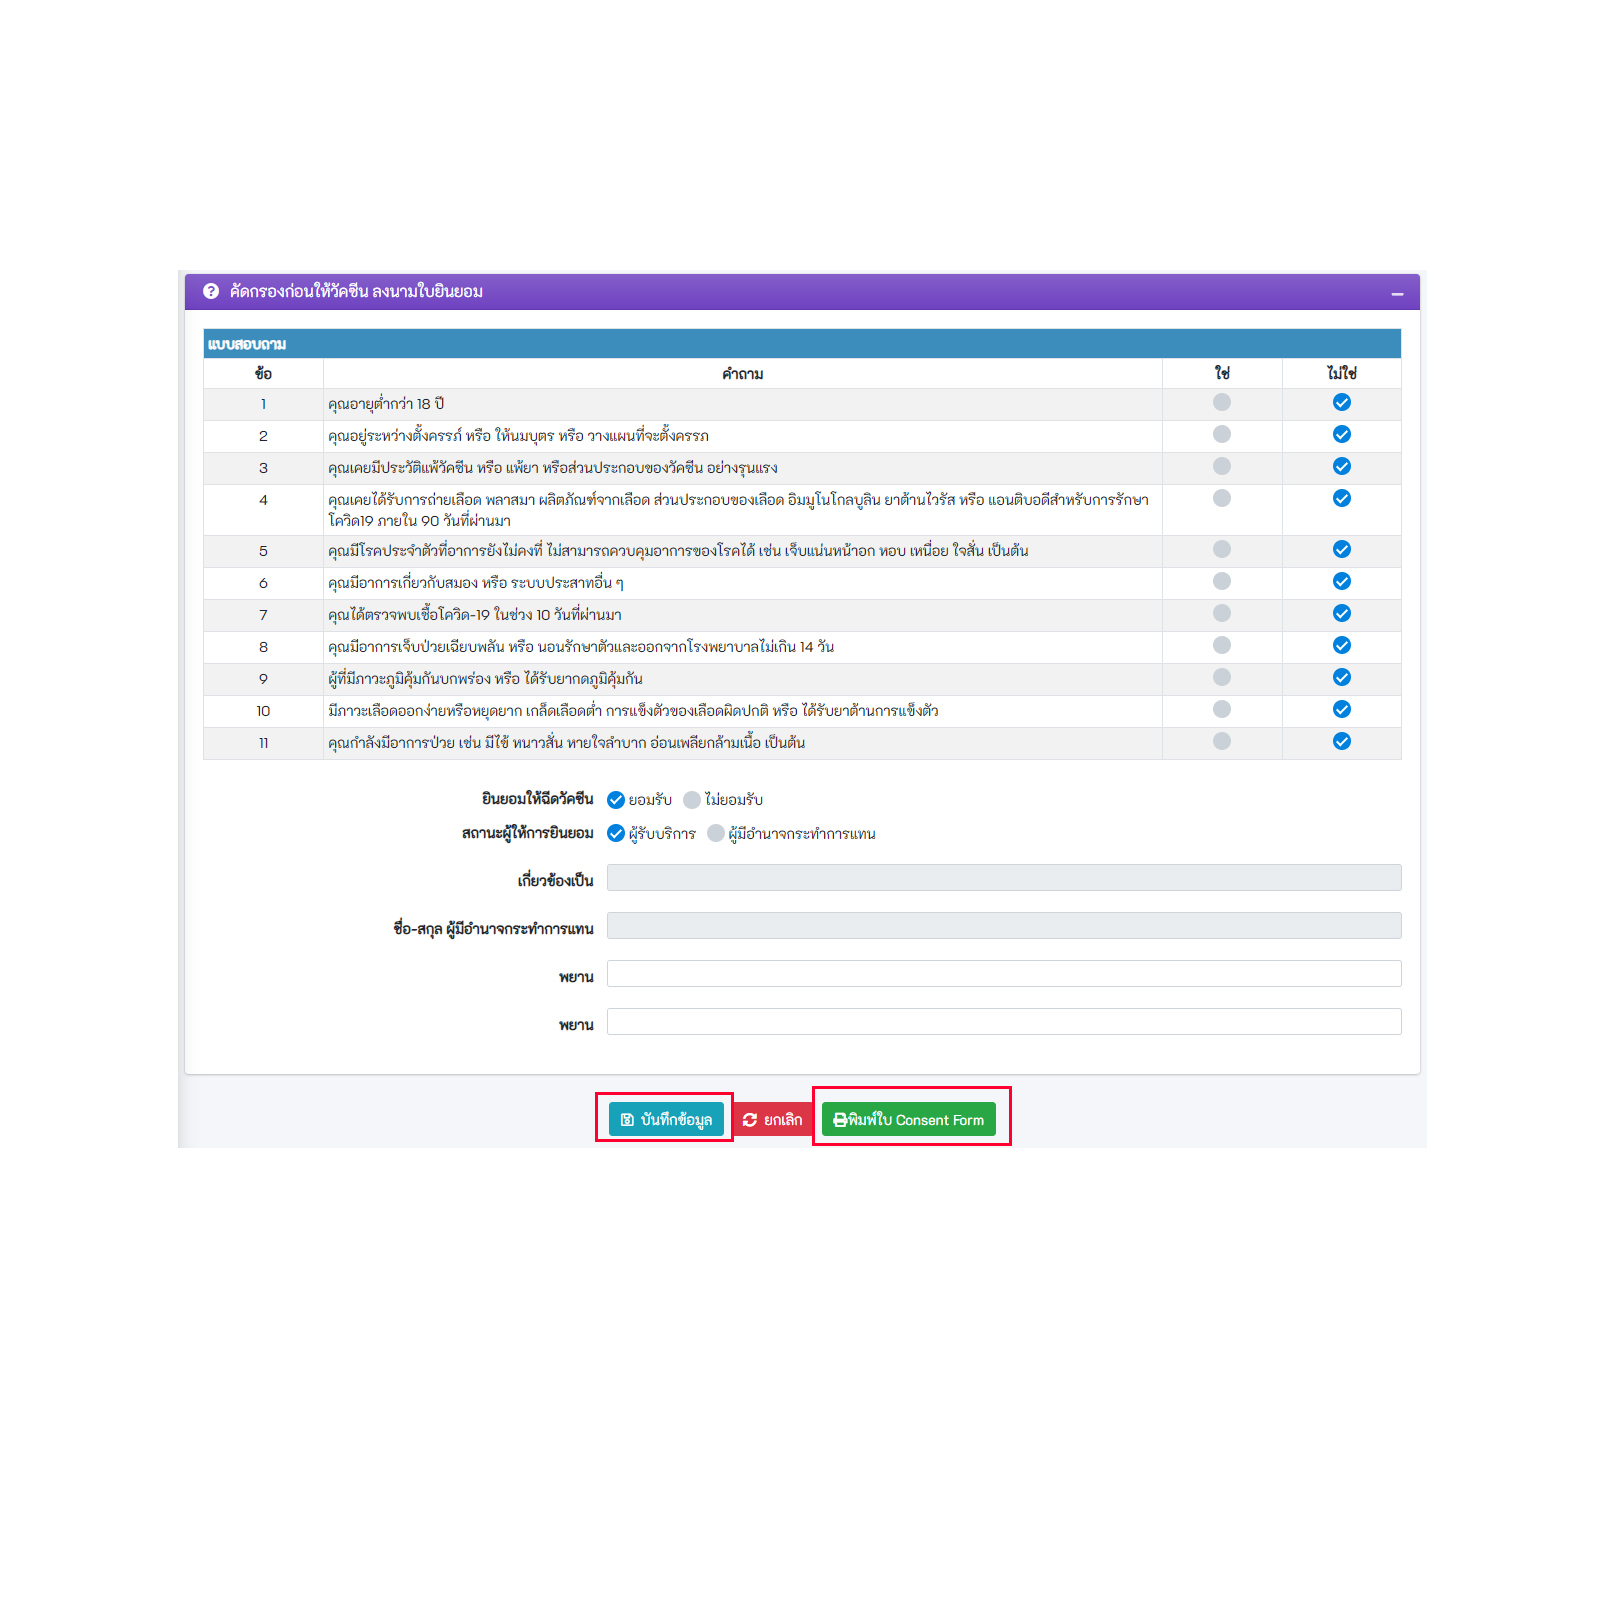 คัดกรองก่อนให้วัคซีน ลงนามใบยินยอม
แบบสอบถาม
ข้อ คำถาม ใช่ ไม่ใช่
1 คุณอายุต่ำกว่า 18 ปี
2 คุณอยู่ระหว่างตั้งครรภ์ หรือ ให้นมบุตร หรือ วางแผนที่จะตั้งครรภ
3 คุณเคยมีประวัติแพ้วัคซีน หรือ แพ้ยา หรือส่วนประกอบของวัคซีน อย่างรุนแรง
4 คุณเคยได้รับการถ่ายเลือด พลาสมา ผลิตภัณฑ์จากเลือด ส่วนประกอบของเลือด อิมมูโนโกลบูลิน ยาต้านไวรัส หรือ แอนติบอดีสำหรับการรักษา
โควิด19 ภายใน 90 วันที่ผ่านมา
5 คุณมีโรคประจำตัวที่อาการยังไม่คงที่ ไม่สามารถควบคุมอาการของโรคได้ เช่น เจ็บแน่นหน้าอก หอบ เหนื่อย ใจสั่น เป็นต้น
6 คุณมีอาการเกี่ยวกับสมอง หรือ ระบบประสาทอื่น ๆ
7 คุณได้ตรวจพบเชื้อโควิด-19 ในช่วง 10 วันที่ผ่านมา
8 คุณมีอาการเจ็บป่วยเฉียบพลัน หรือ นอนรักษาตัวและออกจากโรงพยาบาลไม่เกิน 14 วัน
9 ผู้ที่มีภาวะภูมิคุ้มกันบกพร่อง หรือ ได้รับยากดภูมิคุ้มกัน
10 มีภาวะเลือดออกง่ายหรือหยุดยาก เกล็ดเลือดต่ำ การแข็งตัวของเลือดผิดปกติ หรือ ได้รับยาต้านการแข็งตัว
11 คุณกำลังมีอาการป่วย เช่น มีไข้ หนาวสั่น หายใจลำบาก อ่อนเพลียกล้ามเนื้อ เป็นต้น
ยินยอมให้ฉีดวัคซีน ยอมรับ ไม่ยอมรับ
สถานะผู้ให้การยินยอม ผู้รับบริการ ผู้มีอำนาจกระทำการแทน
เกี่ยวข้องเป็น
ชื่อ-สกุล ผู้มีอำนาจกระทำการแทน
พยาน
พยาน
บันทึกข้อมูล ยกเลิก พิมพ์ใบ Consent Form